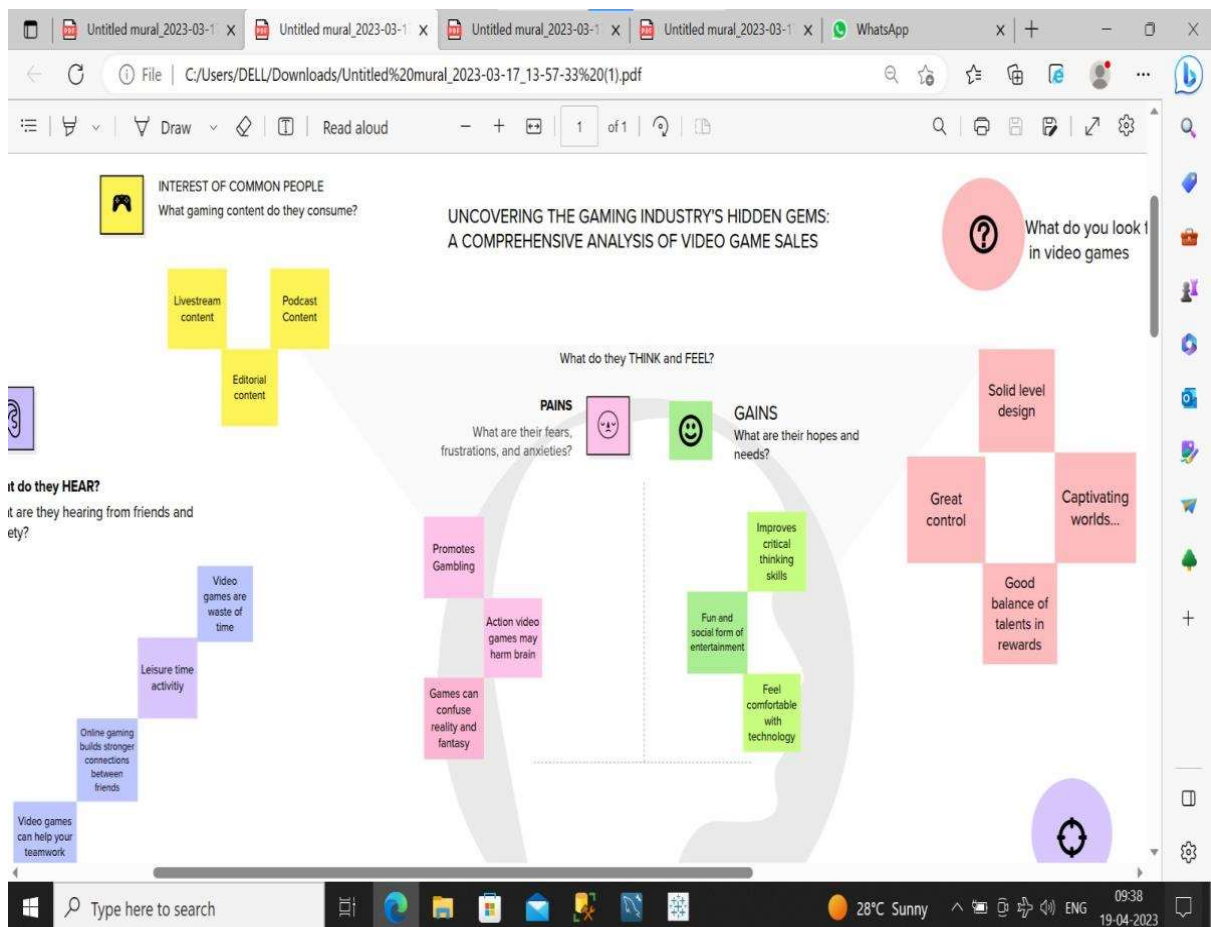 Untitled mural_2023-03-1
Untitled mural_2023-03-1
Untitled mural_2023-03-1
Untitled mural_2023-03-1
WhatsApp
File
C:/Users/DELL/Downloads/Untitled%20mural_2023-03-17_13-57-33%20(1).pdf
Draw
Read aloud
1
of 1
INTEREST OF COMMON PEOPLE
What gaming content do they consume?
UNCOVERING THE GAMING INDUSTRY'S HIDDEN GEMS:
A COMPREHENSIVE ANALYSIS OF VIDEO GAME SALES
What do you look f
in video games
Livestream
content
Podcast
Content
Editorial
content
What do they THINK and FEEL?
PAINS
What are their fears,
frustrations, and anxieties?
GAINS
What are their hopes and
needs?
Solid level
design
Great
control
Captivating
worlds...
Good
balance of
talents in
rewards
at do they HEAR?
at are they hearing from friends and
ety?
Video
games are
waste of
time
Leisure time
activitiy
Online gaming
builds stronger
connections
between
friends
Video games
can help your
teamwork
Promotes
Gambling
Action video
games may
harm brain
Games can
confuse
reality and
fantasy
Improves
critical
thinking
skills
Fun and
social form of
entertainment
Feel
comfortable
with
technology
Type here to search
28°C Sunny
ENG
09:38
19-04-2023